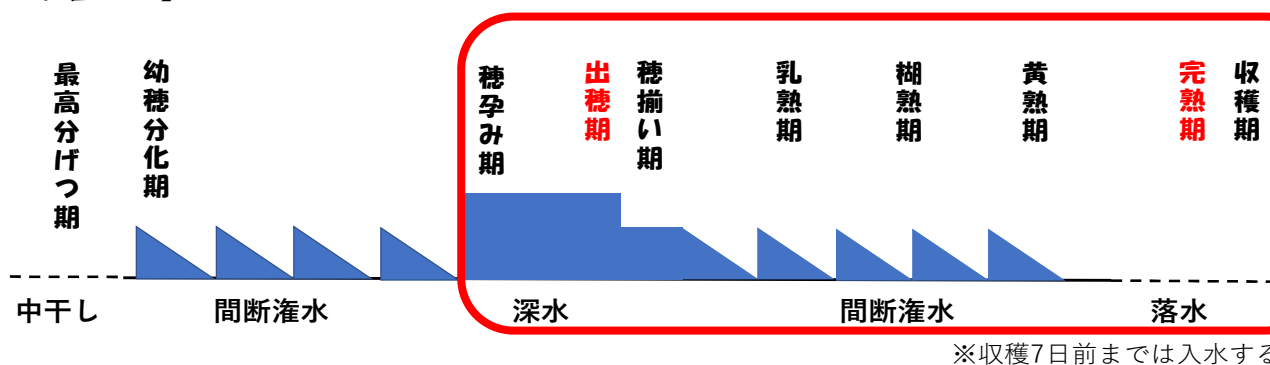 最高分げつ期
幼穂分化期
穂孕み期
出穂期
穂揃い期
乳熟期
糊熟期
黄熟期
完熟期
収穫期
中干し
間断潅水
深水
間断潅水
落水
※収穫7日前までは入水する